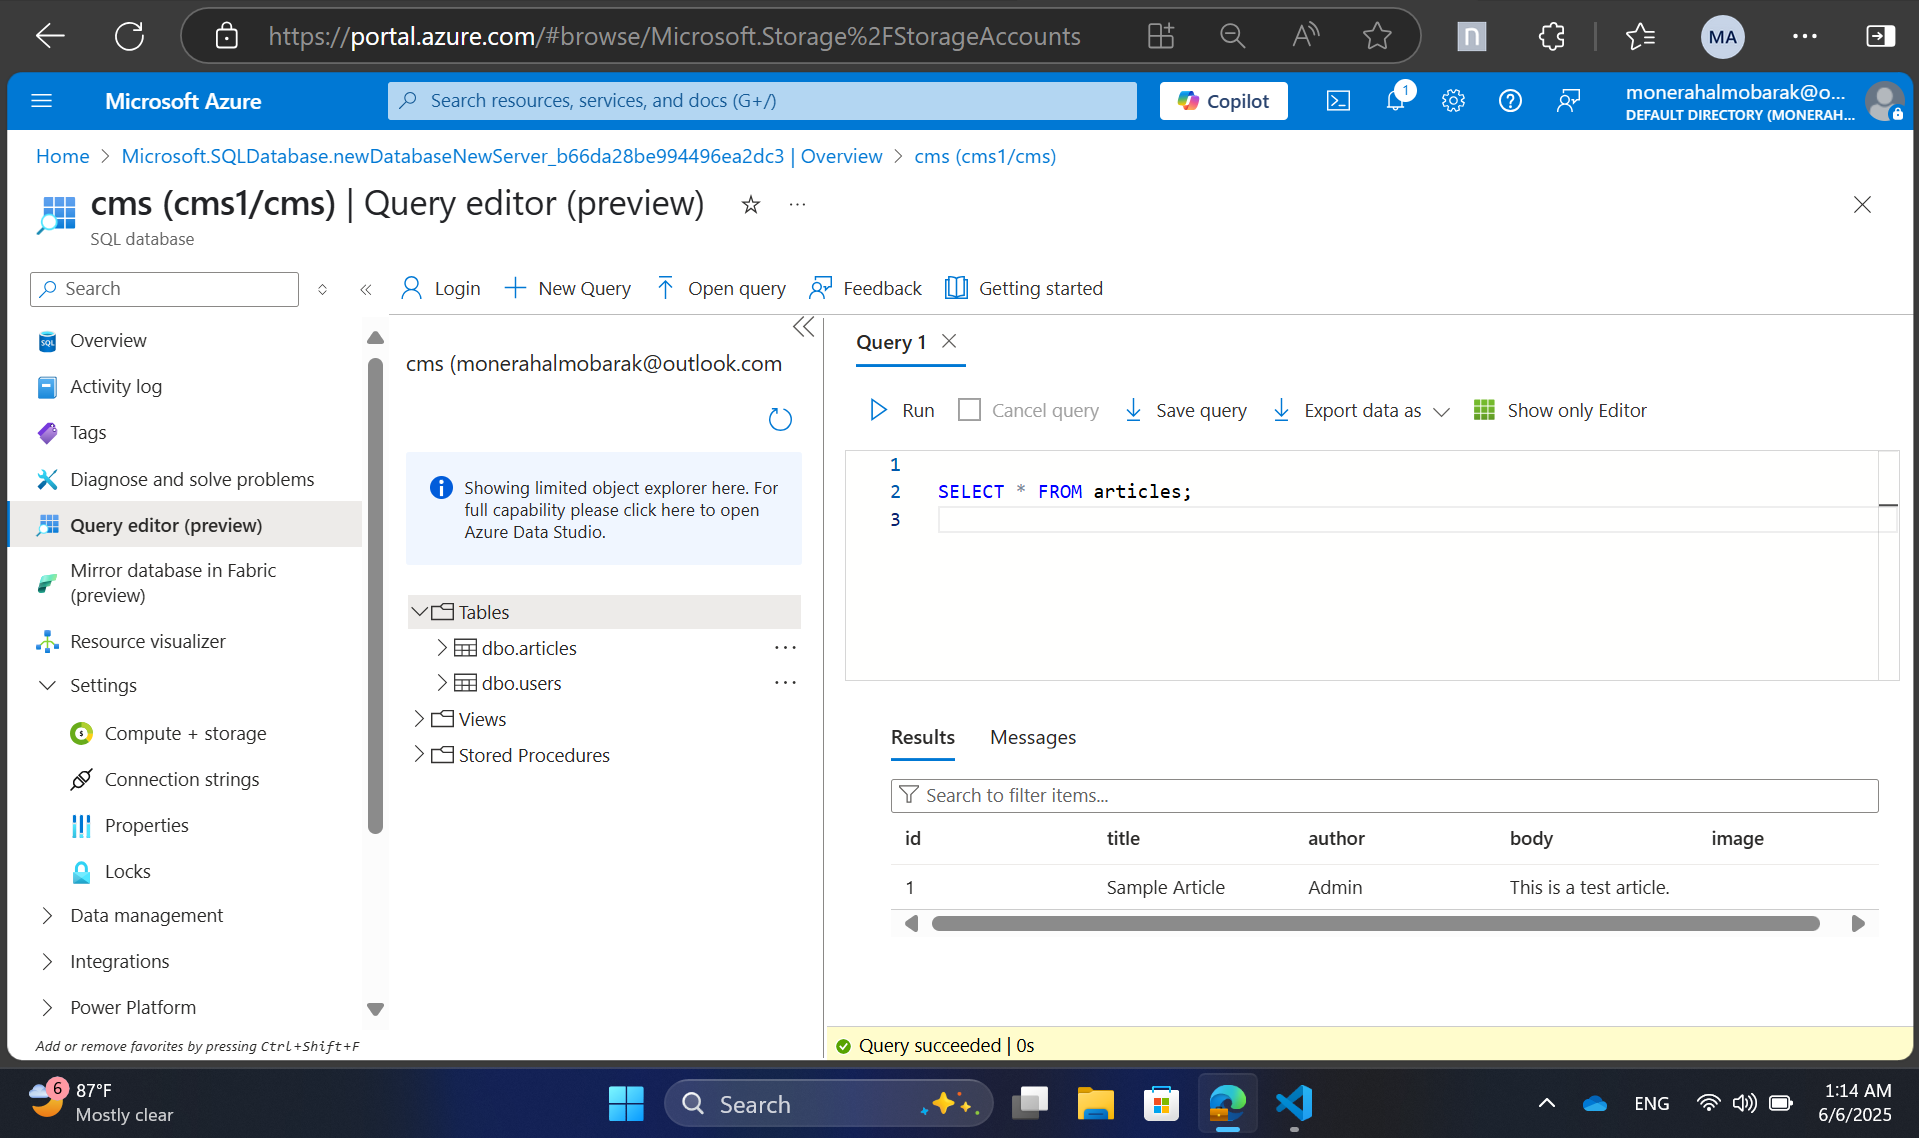 https://portal.azure.com/#browse/Microsoft.Storage%2FStorageAccounts
n
MA
Microsoft Azure
Search resources, services, and docs (G+/)
Copilot
1
monerahalmobarak@o...
DEFAULT DIRECTORY (MONERAH...
Home > Microsoft.SQLDatabase.newDatabaseNewServer_b66da28be994496ea2dc3 | Overview > cms (cms1/cms)
cms (cms1/cms) | Query editor (preview)
SQL database
Search
Login
New Query
Open query
Feedback
Getting started
Overview
Activity log
Tags
Diagnose and solve problems
Query editor (preview)
Mirror database in Fabric
(preview)
Resource visualizer
Settings
Compute + storage
Connection strings
Properties
Locks
Data management
Integrations
Power Platform
Add or remove favorites by pressing Ctrl+Shift+F
cms (monerahalmobarak@outlook.com
Showing limited object explorer here. For
full capability please click here to open
Azure Data Studio.
Tables
dbo.articles
dbo.users
Views
Stored Procedures
Query 1
Run
Cancel query
Save query
Export data as
Show only Editor
1
2 SELECT * FROM articles;
3
Results Messages
Search to filter items...
id title author body image
1 Sample Article Admin This is a test article.
Query succeeded | 0s
6
87°F
Mostly clear
Search
ENG
1:14 AM
6/6/2025